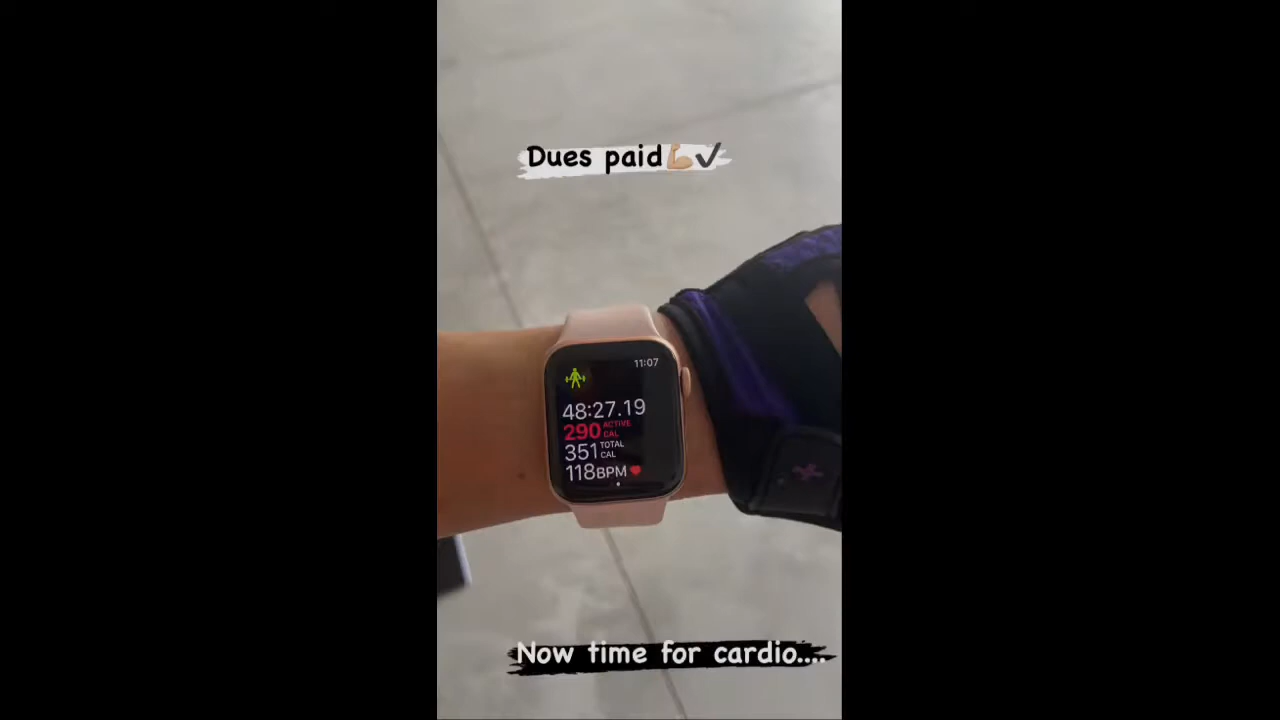 Dues paid💪🏼✔
11:07
48:27.19
290 ACTIVE CAL
351 TOTAL CAL
118BPM
Now time for cardio....